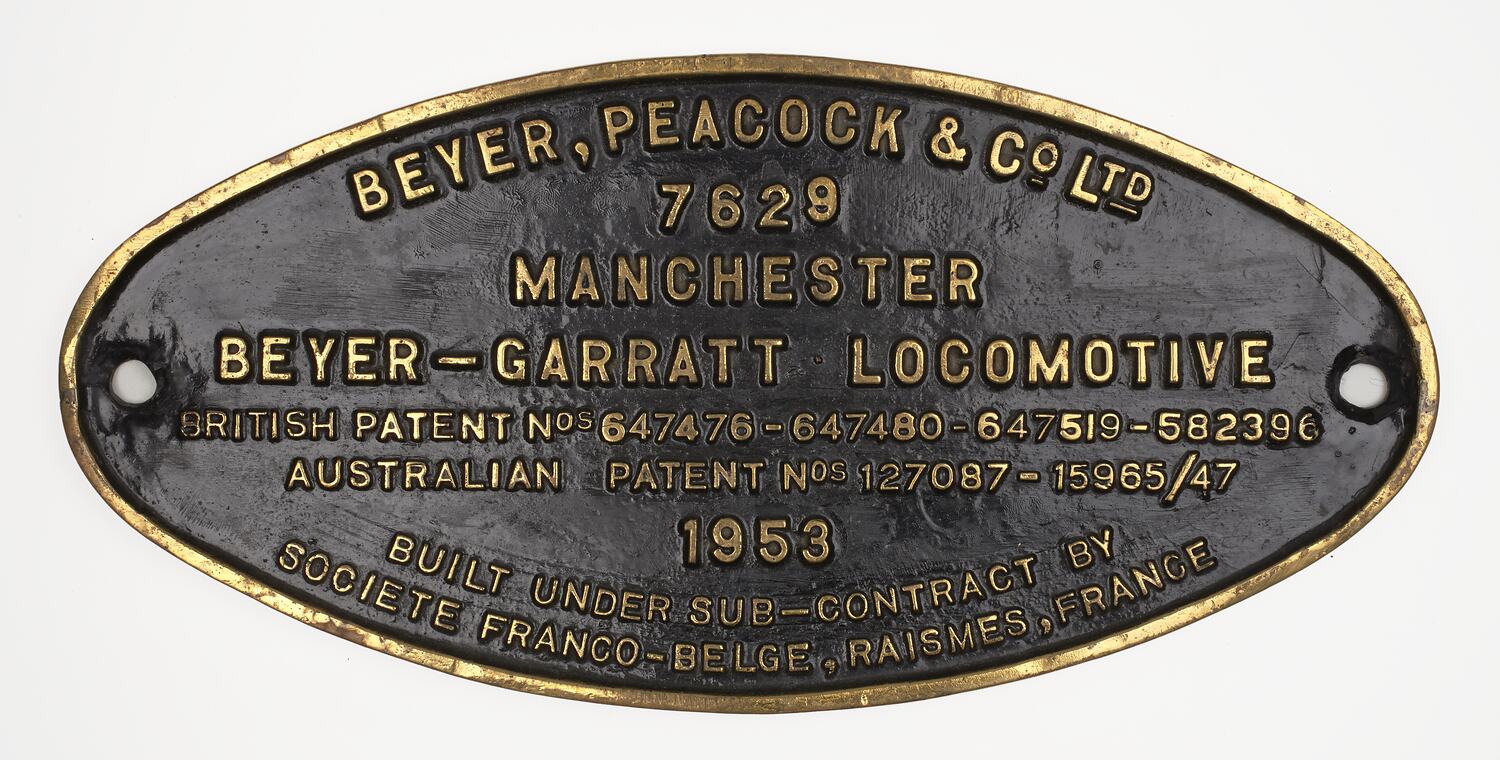 BEYER, PEACOCK & Cº LTD
7629
MANCHESTER
BEYER-GARRATT LOCOMOTIVE
BRITISH PATENT NOS 647476-647480-647519-582396
AUSTRALIAN PATENT NOS 127087-15965/47
1953
BUILT UNDER SUB-CONTRACT BY
SOCIETE FRANCO-BELGE, RAISMES, FRANCE